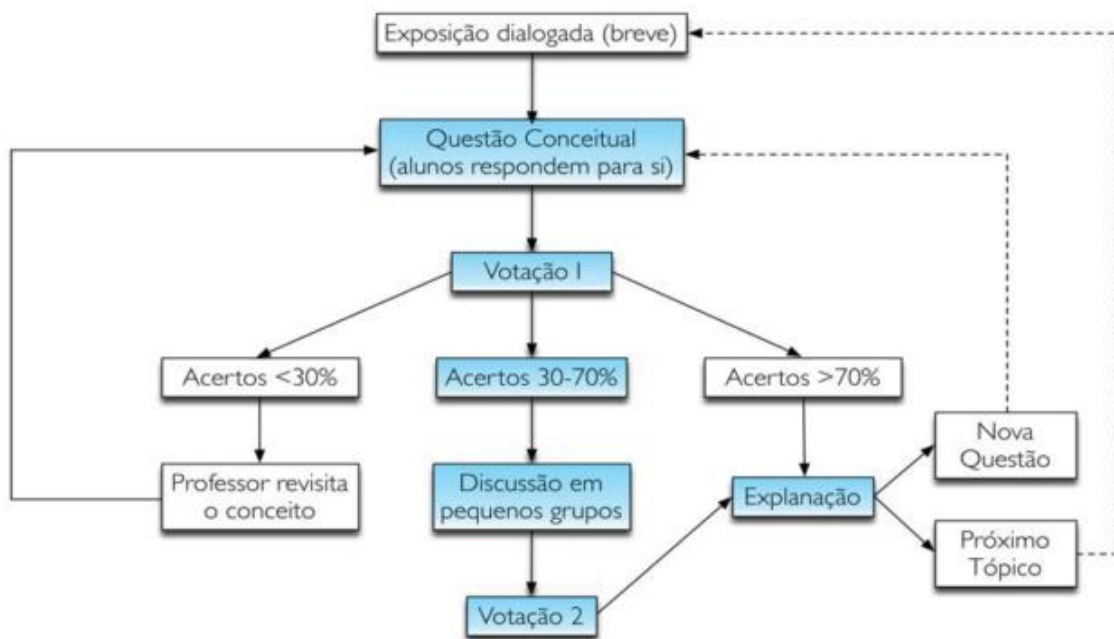 Exposição dialogada (breve)
Questão Conceitual
(alunos respondem para si)
Votação 1
Acertos <30%
Acertos 30-70%
Acertos >70%
Professor revisita
o conceito
Discussão em
pequenos grupos
Explanação
Nova
Questão
Próximo
Tópico
Votação 2